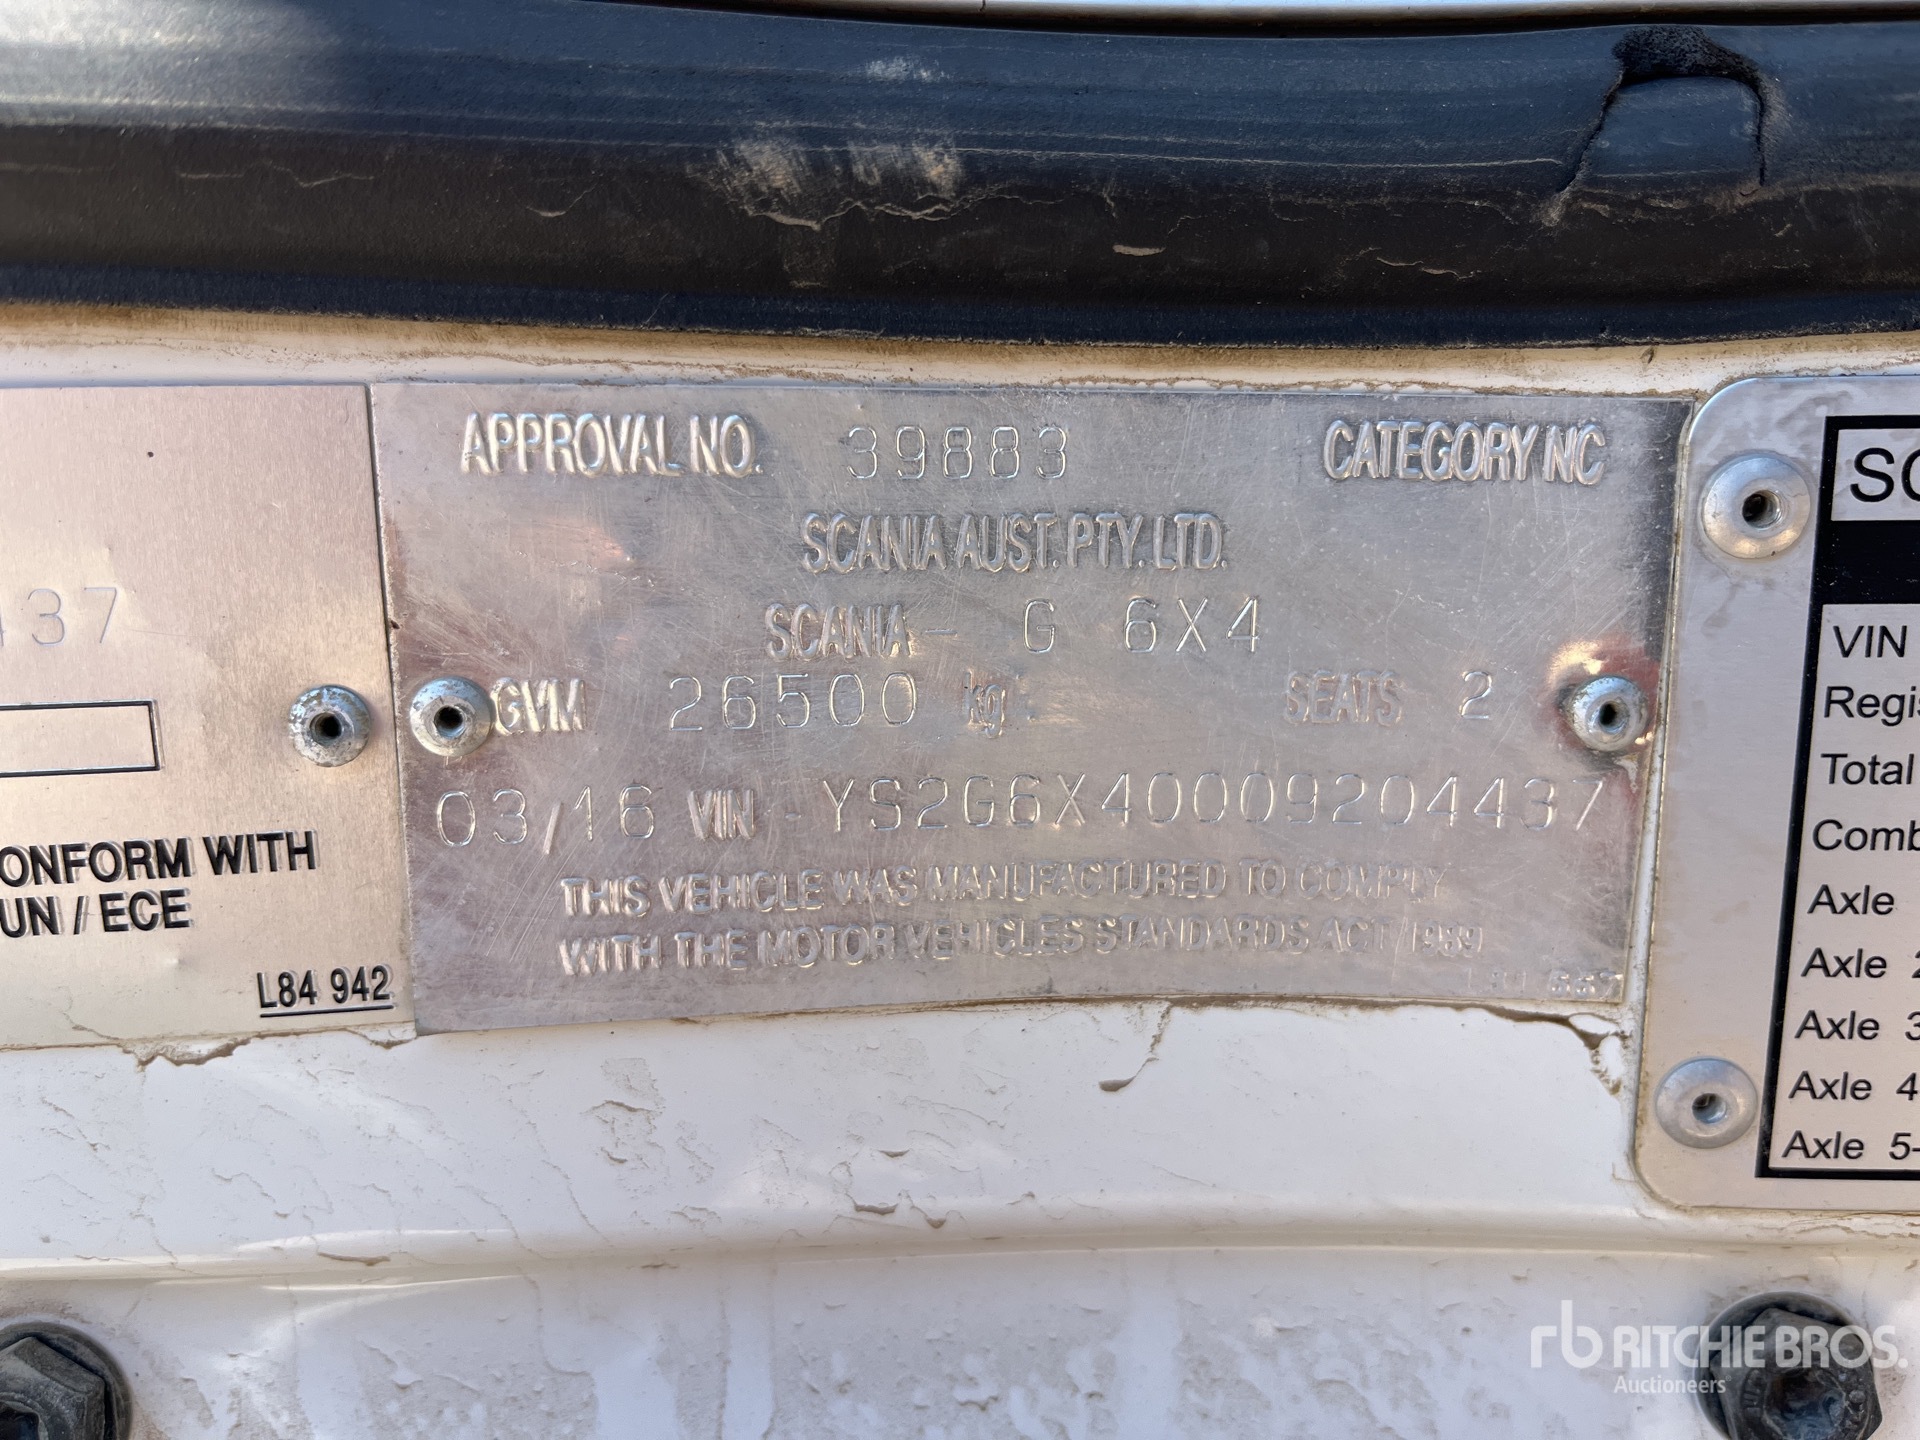 437
ONFORM WITH
UN / ECE
L84 942
APPROVAL NO. 39883 CATEGORY NC
SCANIA AUST. PTY. LTD.
SCANIA - G 6X4
GVM 26500 kg SEATS 2
03/16 VIN YS2G6X40009204437
THIS VEHICLE WAS MANUFACTURED TO COMPLY
WITH THE MOTOR VEHICLES STANDARDS ACT 1989
SC
VIN
Regis
Total
Comb
Axle
Axle 2
Axle 3
Axle 4
Axle 5-
rb RITCHIE BROS.
Auctioneers